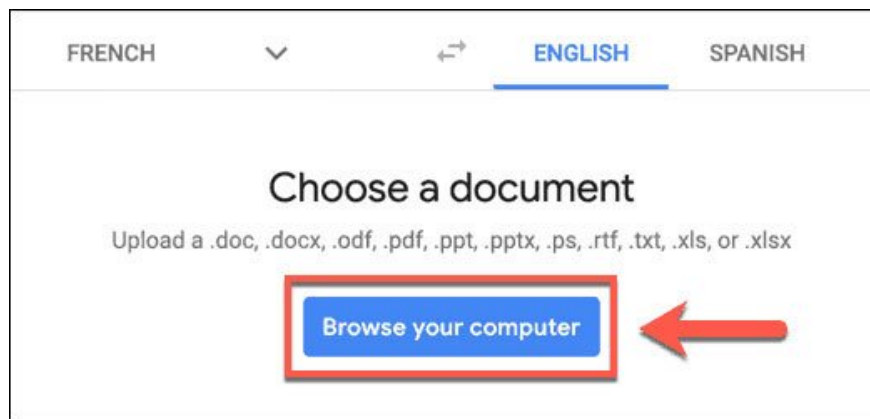 FRENCH ENGLISH SPANISH
Choose a document
Upload a .doc, .docx, .odf, .pdf, .ppt, .pptx, .ps, .rtf, .txt, .xls, or .xlsx
Browse your computer